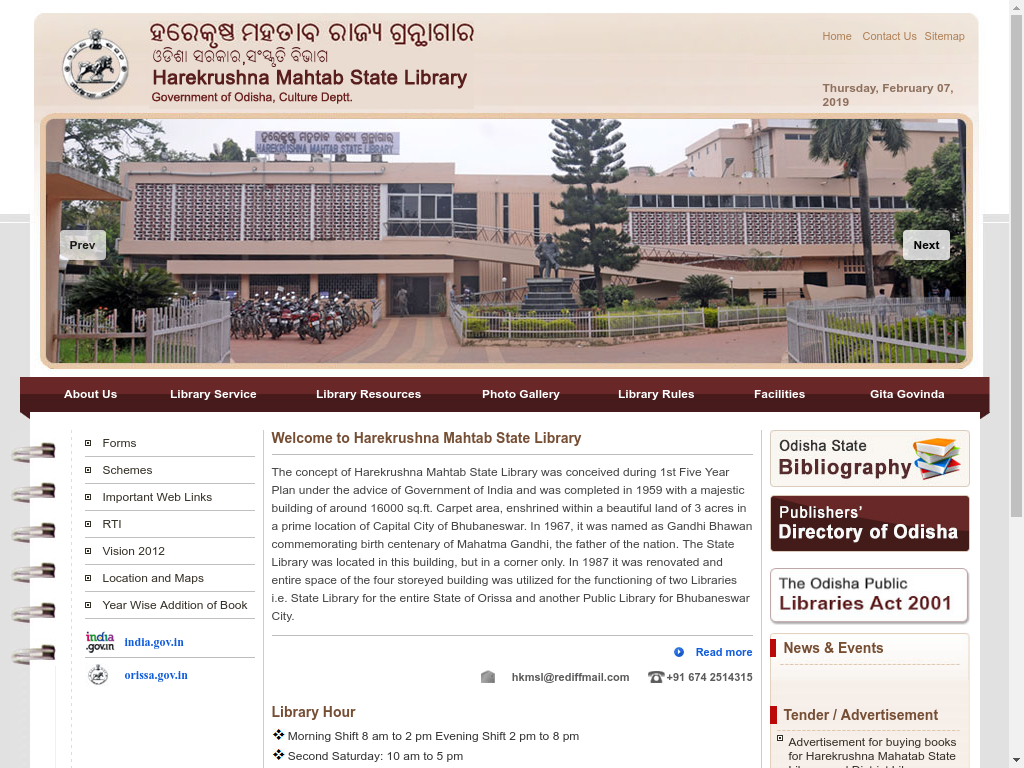 ହରେକୃଷ୍ଣ ମହତାବ ରାଜ୍ୟ ଗ୍ରନ୍ଥାଗାର
ଓଡିଶା ସରକାର,ସଂସ୍କୃତି ବିଭାଗ
Harekrushna Mahtab State Library
Government of Odisha, Culture Deptt.
Home Contact Us Sitemap
Thursday, February 07,
2019
ହରେକୃଷ୍ଣ ମହତାବ ରାଜ୍ୟ ଗ୍ରନ୍ଥାଗାର
HAREKRUSHNA MAHTAB STATE LIBRARY
Prev
Next
About Us Library Service Library Resources Photo Gallery Library Rules Facilities Gita Govinda
Forms
Schemes
Important Web Links
RTI
Vision 2012
Location and Maps
Year Wise Addition of Book
india.gov.in india.gov.in
orissa.gov.in
Welcome to Harekrushna Mahtab State Library
The concept of Harekrushna Mahtab State Library was conceived during 1st Five Year
Plan under the advice of Government of India and was completed in 1959 with a majestic
building of around 16000 sq.ft. Carpet area, enshrined within a beautiful land of 3 acres in
a prime location of Capital City of Bhubaneswar. In 1967, it was named as Gandhi Bhawan
commemorating birth centenary of Mahatma Gandhi, the father of the nation. The State
Library was located in this building, but in a corner only. In 1987 it was renovated and
entire space of the four storeyed building was utilized for the functioning of two Libraries
i.e. State Library for the entire State of Orissa and another Public Library for Bhubaneswar
City.
Read more
hkmsl@rediffmail.com +91 674 2514315
Library Hour
Morning Shift 8 am to 2 pm Evening Shift 2 pm to 8 pm
Second Saturday: 10 am to 5 pm
Odisha State
Bibliography
Publishers'
Directory of Odisha
The Odisha Public
Libraries Act 2001
News & Events
Tender / Advertisement
Advertisement for buying books
for Harekrushna Mahatab State